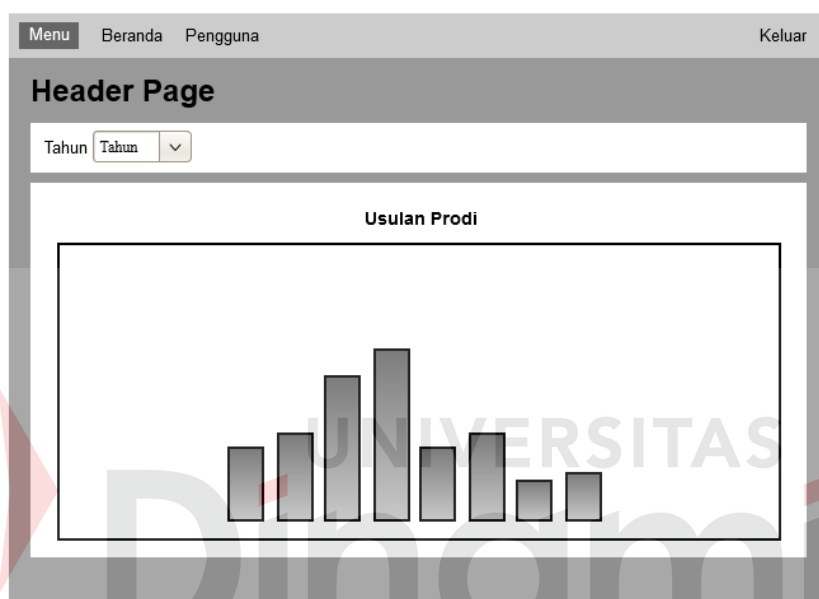 Menu Beranda Pengguna Keluar
Header Page
Tahun Tahun
Usulan Prodi
UNIVERSITAS
Dinami